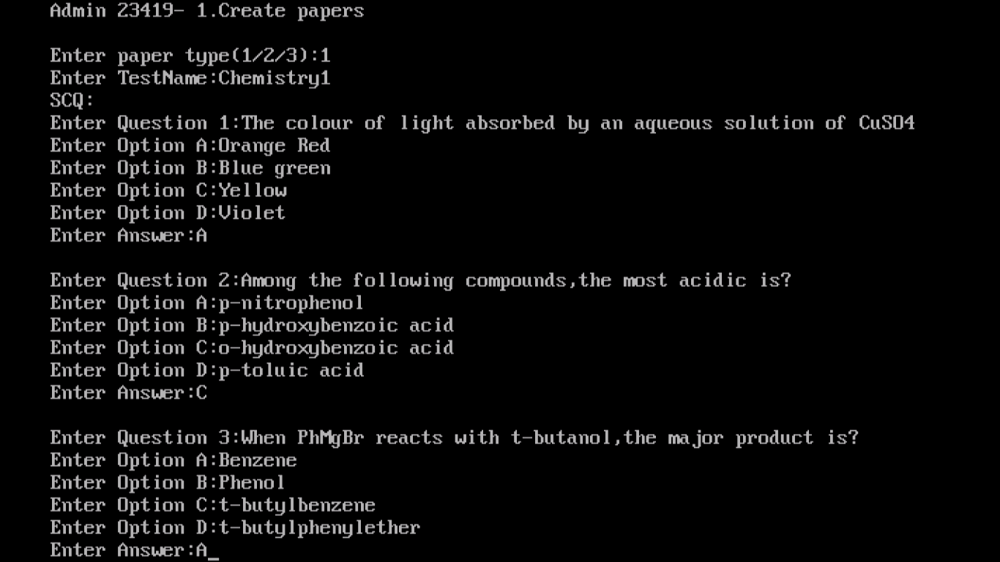 Admin 23419- 1.Create papers
Enter paper type(1/2/3):1
Enter TestName:Chemistry1
SCQ:
Enter Question 1:The colour of light absorbed by an aqueous solution of CuSO4
Enter Option A:Orange Red
Enter Option B:Blue green
Enter Option C:Yellow
Enter Option D:Violet
Enter Answer:A
Enter Question 2:Among the following compounds,the most acidic is?
Enter Option A:p-nitrophenol
Enter Option B:p-hydroxybenzoic acid
Enter Option C:o-hydroxybenzoic acid
Enter Option D:p-toluic acid
Enter Answer:C
Enter Question 3:When PhMgBr reacts with t-butanol,the major product is?
Enter Option A:Benzene
Enter Option B:Phenol
Enter Option C:t-butylbenzene
Enter Option D:t-butylphenylether
Enter Answer:A_